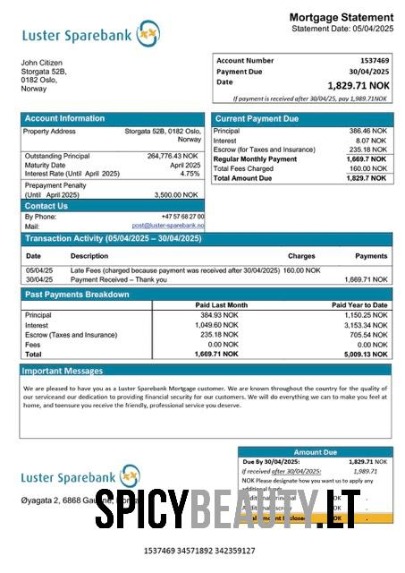 Mortgage Statement
Statement Date: 05/04/2025
Luster Sparebank
John Citizen
Storgata 52B,
0182 Oslo,
Norway
Account Number 1537469
Payment Due 30/04/2025
Date 1,829.71 NOK
If payment is received after 30/04/25, pay 1,989.71NOK
Account Information
Property Address Storgata 52B, 0182 Oslo,
Norway
Outstanding Principal 264,776.43 NOK
Maturity Date April 2025
Interest Rate (Until April 2025) 4.75%
Prepayment Penalty
(Until April 2025) 3,500.00 NOK
Contact Us
By Phone: +47 57 68 27 00
Mail: post@luster-sparebank.no
Current Payment Due
Principal 386.46 NOK
Interest 8.07 NOK
Escrow (for Taxes and Insurance) 235.18 NOK
Regular Monthly Payment 1,669.7 NOK
Total Fees Charged 160.00 NOK
Total Amount Due 1,829.7 NOK
Transaction Activity (05/04/2025 – 30/04/2025)
Date Description Charges Payments
05/04/25 Late Fees (charged because payment was received after 30/04/2025) 160.00 NOK
30/04/25 Payment Received – Thank you 1,669.71 NOK
Past Payments Breakdown
Paid Last Month Paid Year to Date
Principal 384.93 NOK 1,150.25 NOK
Interest 1,049.60 NOK 3,153.34 NOK
Escrow (Taxes and Insurance) 235.18 NOK 705.54 NOK
Fees 0.00 NOK 0.00 NOK
Total 1,669.71 NOK 5,009.13 NOK
Important Messages
We are pleased to have you as a Luster Sparebank Mortgage customer. We are known throughout the country for the quality of
our serviceand our dedication to providing financial security for our customers. We will do everything we can to make you feel at
home, and toensure you receive the friendly, professional service you deserve.
Amount Due
Due By 30/04/2025: 1,829.71 NOK
If received after 30/04/2025: 1,989.71
NOK Please designate how you want us to apply any
Luster Sparebank
Øyagata 2, 6868
SPICYBEAUTY.LT
1537469 34571892 342359127